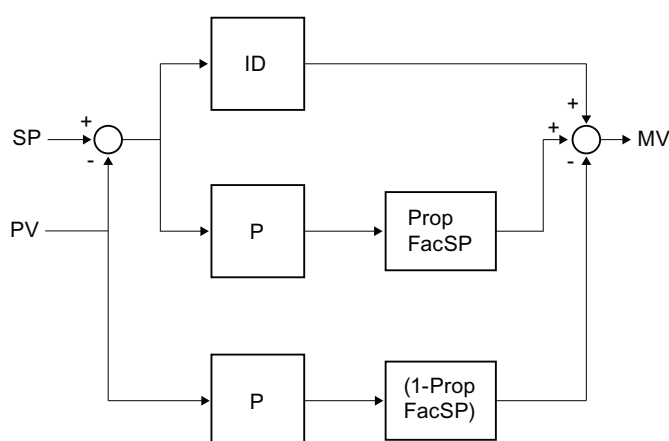 ID
+
SP
-
+
+
-
MV
PV
P
Prop
FacSP
P
(1-Prop
FacSP)